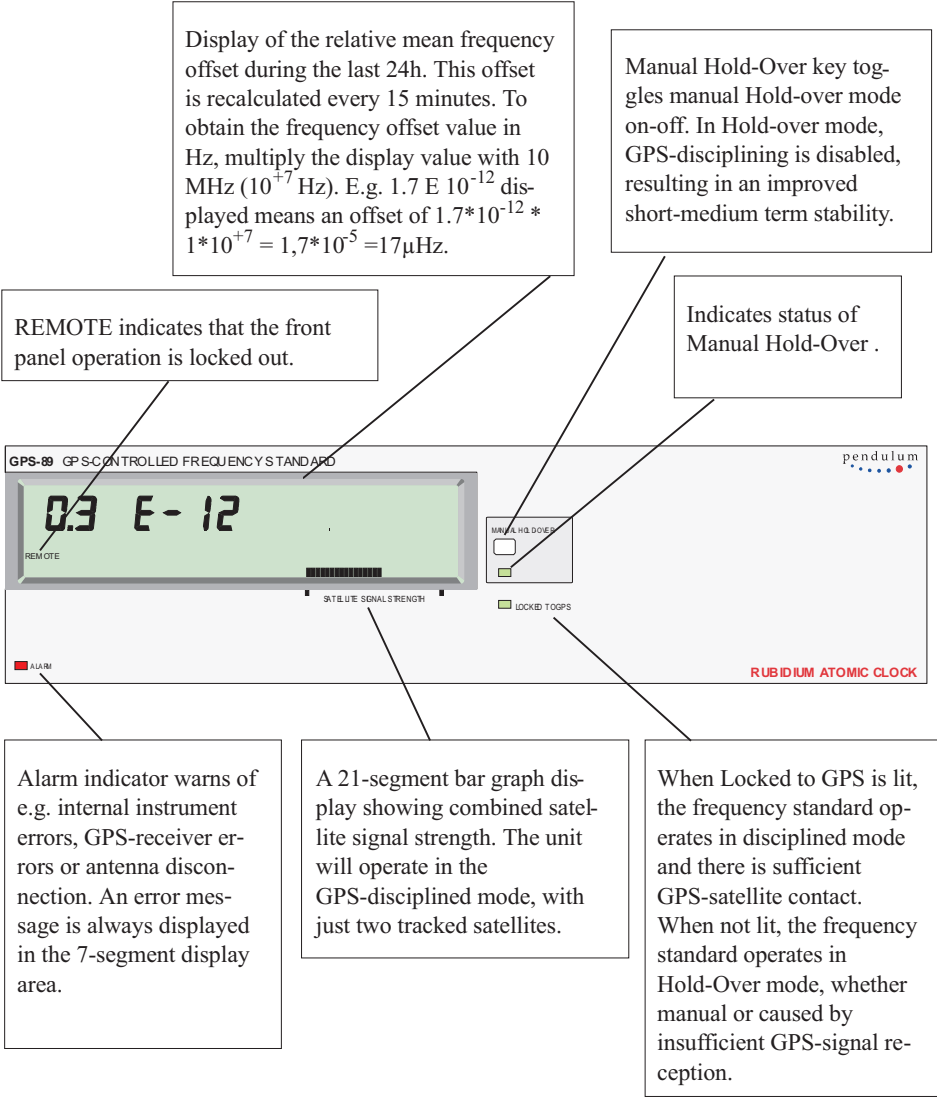 Display of the relative mean frequency
offset during the last 24h. This offset
is recalculated every 15 minutes. To
obtain the frequency offset value in
Hz, multiply the display value with 10
MHz (10⁺⁷ Hz). E.g. 1.7 E 10⁻¹² dis-
played means an offset of 1.7*10⁻¹² *
1*10⁺⁷ = 1,7*10⁻⁵ =17µHz.
Manual Hold-Over key tog-
gles manual Hold-over mode
on-off. In Hold-over mode,
GPS-disciplining is disabled,
resulting in an improved
short-medium term stability.
REMOTE indicates that the front
panel operation is locked out.
Indicates status of
Manual Hold-Over .
GPS-89 GPS-CONTROLLED FREQUENCY STANDARD
pendulum
0.3 E-12
REMOTE
SATELLITE SIGNAL STRENGTH
MANUAL HOLDOVER
LOCKED TO GPS
ALARM
RUBIDIUM ATOMIC CLOCK
Alarm indicator warns of
e.g. internal instrument
errors, GPS-receiver er-
rors or antenna discon-
nection. An error mes-
sage is always displayed
in the 7-segment display
area.
A 21-segment bar graph dis-
play showing combined satel-
lite signal strength. The unit
will operate in the
GPS-disciplined mode, with
just two tracked satellites.
When Locked to GPS is lit,
the frequency standard op-
erates in disciplined mode
and there is sufficient
GPS-satellite contact.
When not lit, the frequency
standard operates in
Hold-Over mode, whether
manual or caused by
insufficient GPS-signal re-
ception.